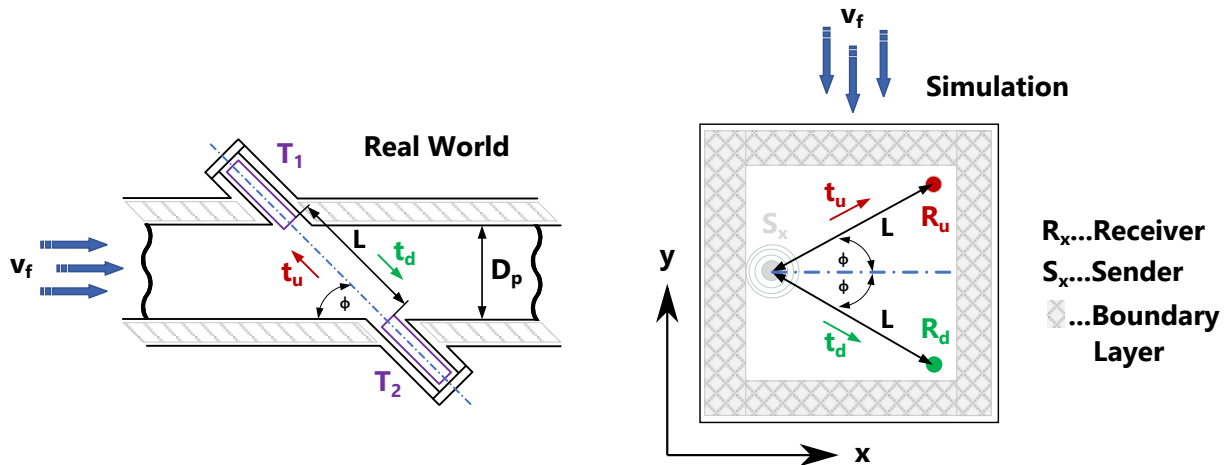 Real World
T1
L
td
tu
vf
Dp
ϕ
T2
vf
Simulation
tu
Ru
Sx
L
ϕ
ϕ
L
Rd
td
y
x
Rx...Receiver
Sx...Sender
...Boundary
Layer